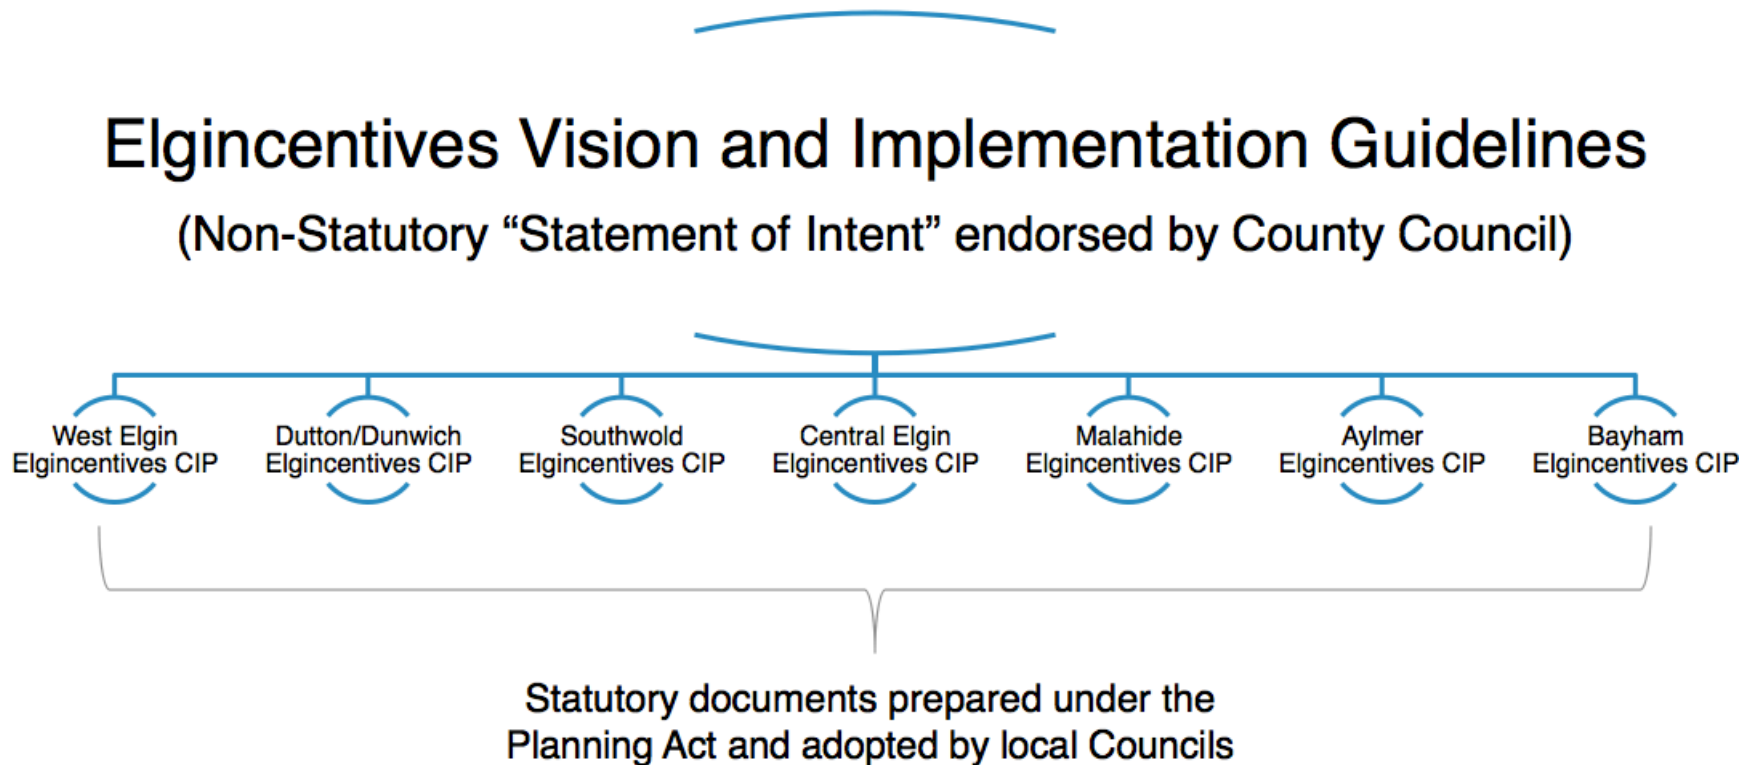 Elgincentives Vision and Implementation Guidelines
(Non-Statutory “Statement of Intent” endorsed by County Council)
West Elgin
Elgincentives CIP
Dutton/Dunwich
Elgincentives CIP
Southwold
Elgincentives CIP
Central Elgin
Elgincentives CIP
Malahide
Elgincentives CIP
Aylmer
Elgincentives CIP
Bayham
Elgincentives CIP
Statutory documents prepared under the
Planning Act and adopted by local Councils